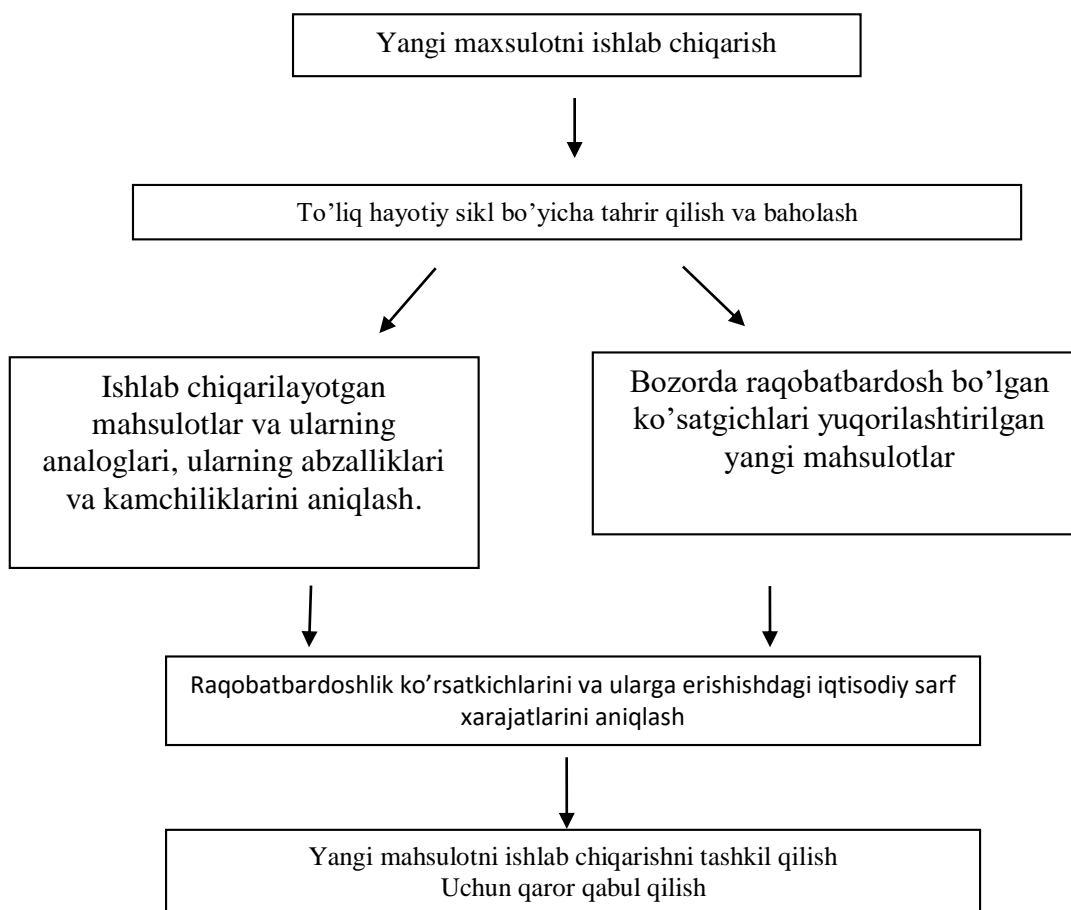 Yangi maxsulotni ishlab chiqarish
To’liq hayotiy sikl bo’yicha tahrir qilish va baholash
Ishlab chiqarilayotgan
mahsulotlar va ularning
analoglari, ularning abzalliklari
va kamchiliklarini aniqlash.
Bozorda raqobatbardosh bo’lgan
ko’satgichlari yuqorilashtirilgan
yangi mahsulotlar
Raqobatbardoshlik ko’rsatkichlarini va ularga erishishdagi iqtisodiy sarf
xarajatlarini aniqlash
Yangi mahsulotni ishlab chiqarishni tashkil qilish
Uchun qaror qabul qilish